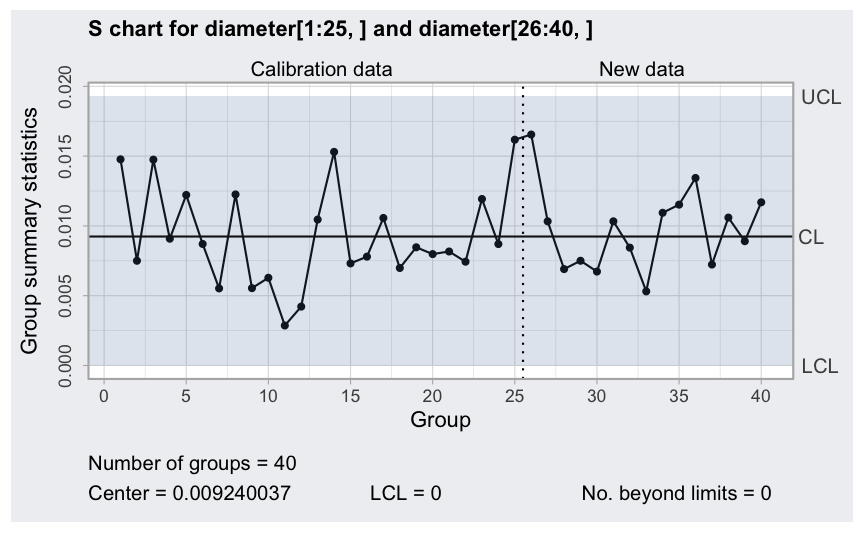 S chart for diameter[1:25, ] and diameter[26:40, ]
Calibration data New data
Group summary statistics
0.020
0.015
0.010
0.005
0.000
UCL
CL
LCL
0 5 10 15 20 25 30 35 40
Group
Number of groups = 40
Center = 0.009240037 LCL = 0 No. beyond limits = 0